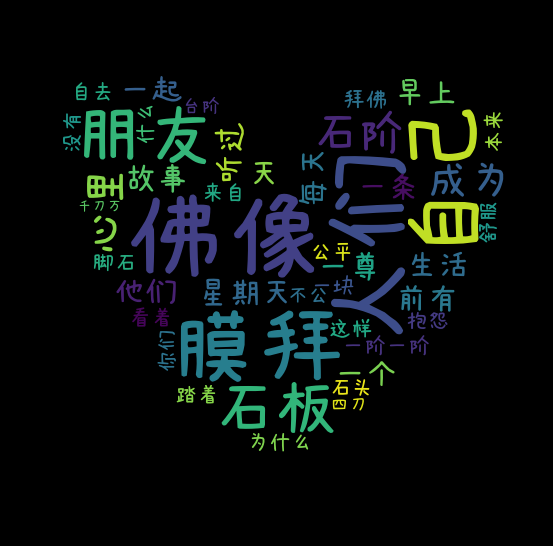 自去
一起
台阶
拜佛
早上
朋友
没有
什么
石阶
自己
本来
听过
故事
天
来自
每天
一条
成为
心里
千刀万
佛像
人们
舒服
脚石
公平
一尊
生活
他们
星期天
不公
一块
前有
看着
你们
膜拜
这样
抱怨
一阶一阶
一个
踏着
石板
石头
四刀
为什么